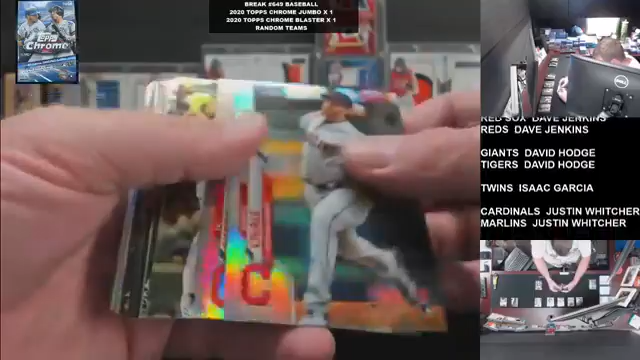 BREAK #649 BASEBALL
2020 TOPPS CHROME JUMBO X 1
2020 TOPPS CHROME BLASTER X 1
RANDOM TEAMS
Chrome
RED SOX DAVE JENKINS
REDS DAVE JENKINS
GIANTS DAVID HODGE
TIGERS DAVID HODGE
TWINS ISAAC GARCIA
CARDINALS JUSTIN WHITCHER
MARLINS JUSTIN WHITCHER
C